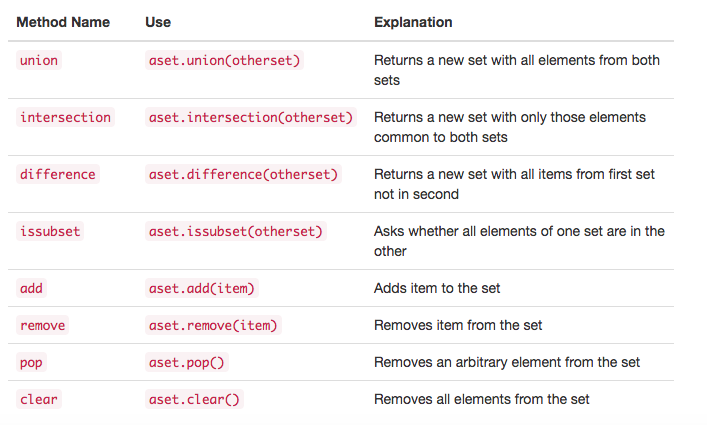 Method Name Use Explanation
union aset.union(otherset) Returns a new set with all elements from both
sets
intersection aset.intersection(otherset) Returns a new set with only those elements
common to both sets
difference aset.difference(otherset) Returns a new set with all items from first set
not in second
issubset aset.issubset(otherset) Asks whether all elements of one set are in the
other
add aset.add(item) Adds item to the set
remove aset.remove(item) Removes item from the set
pop aset.pop() Removes an arbitrary element from the set
clear aset.clear() Removes all elements from the set